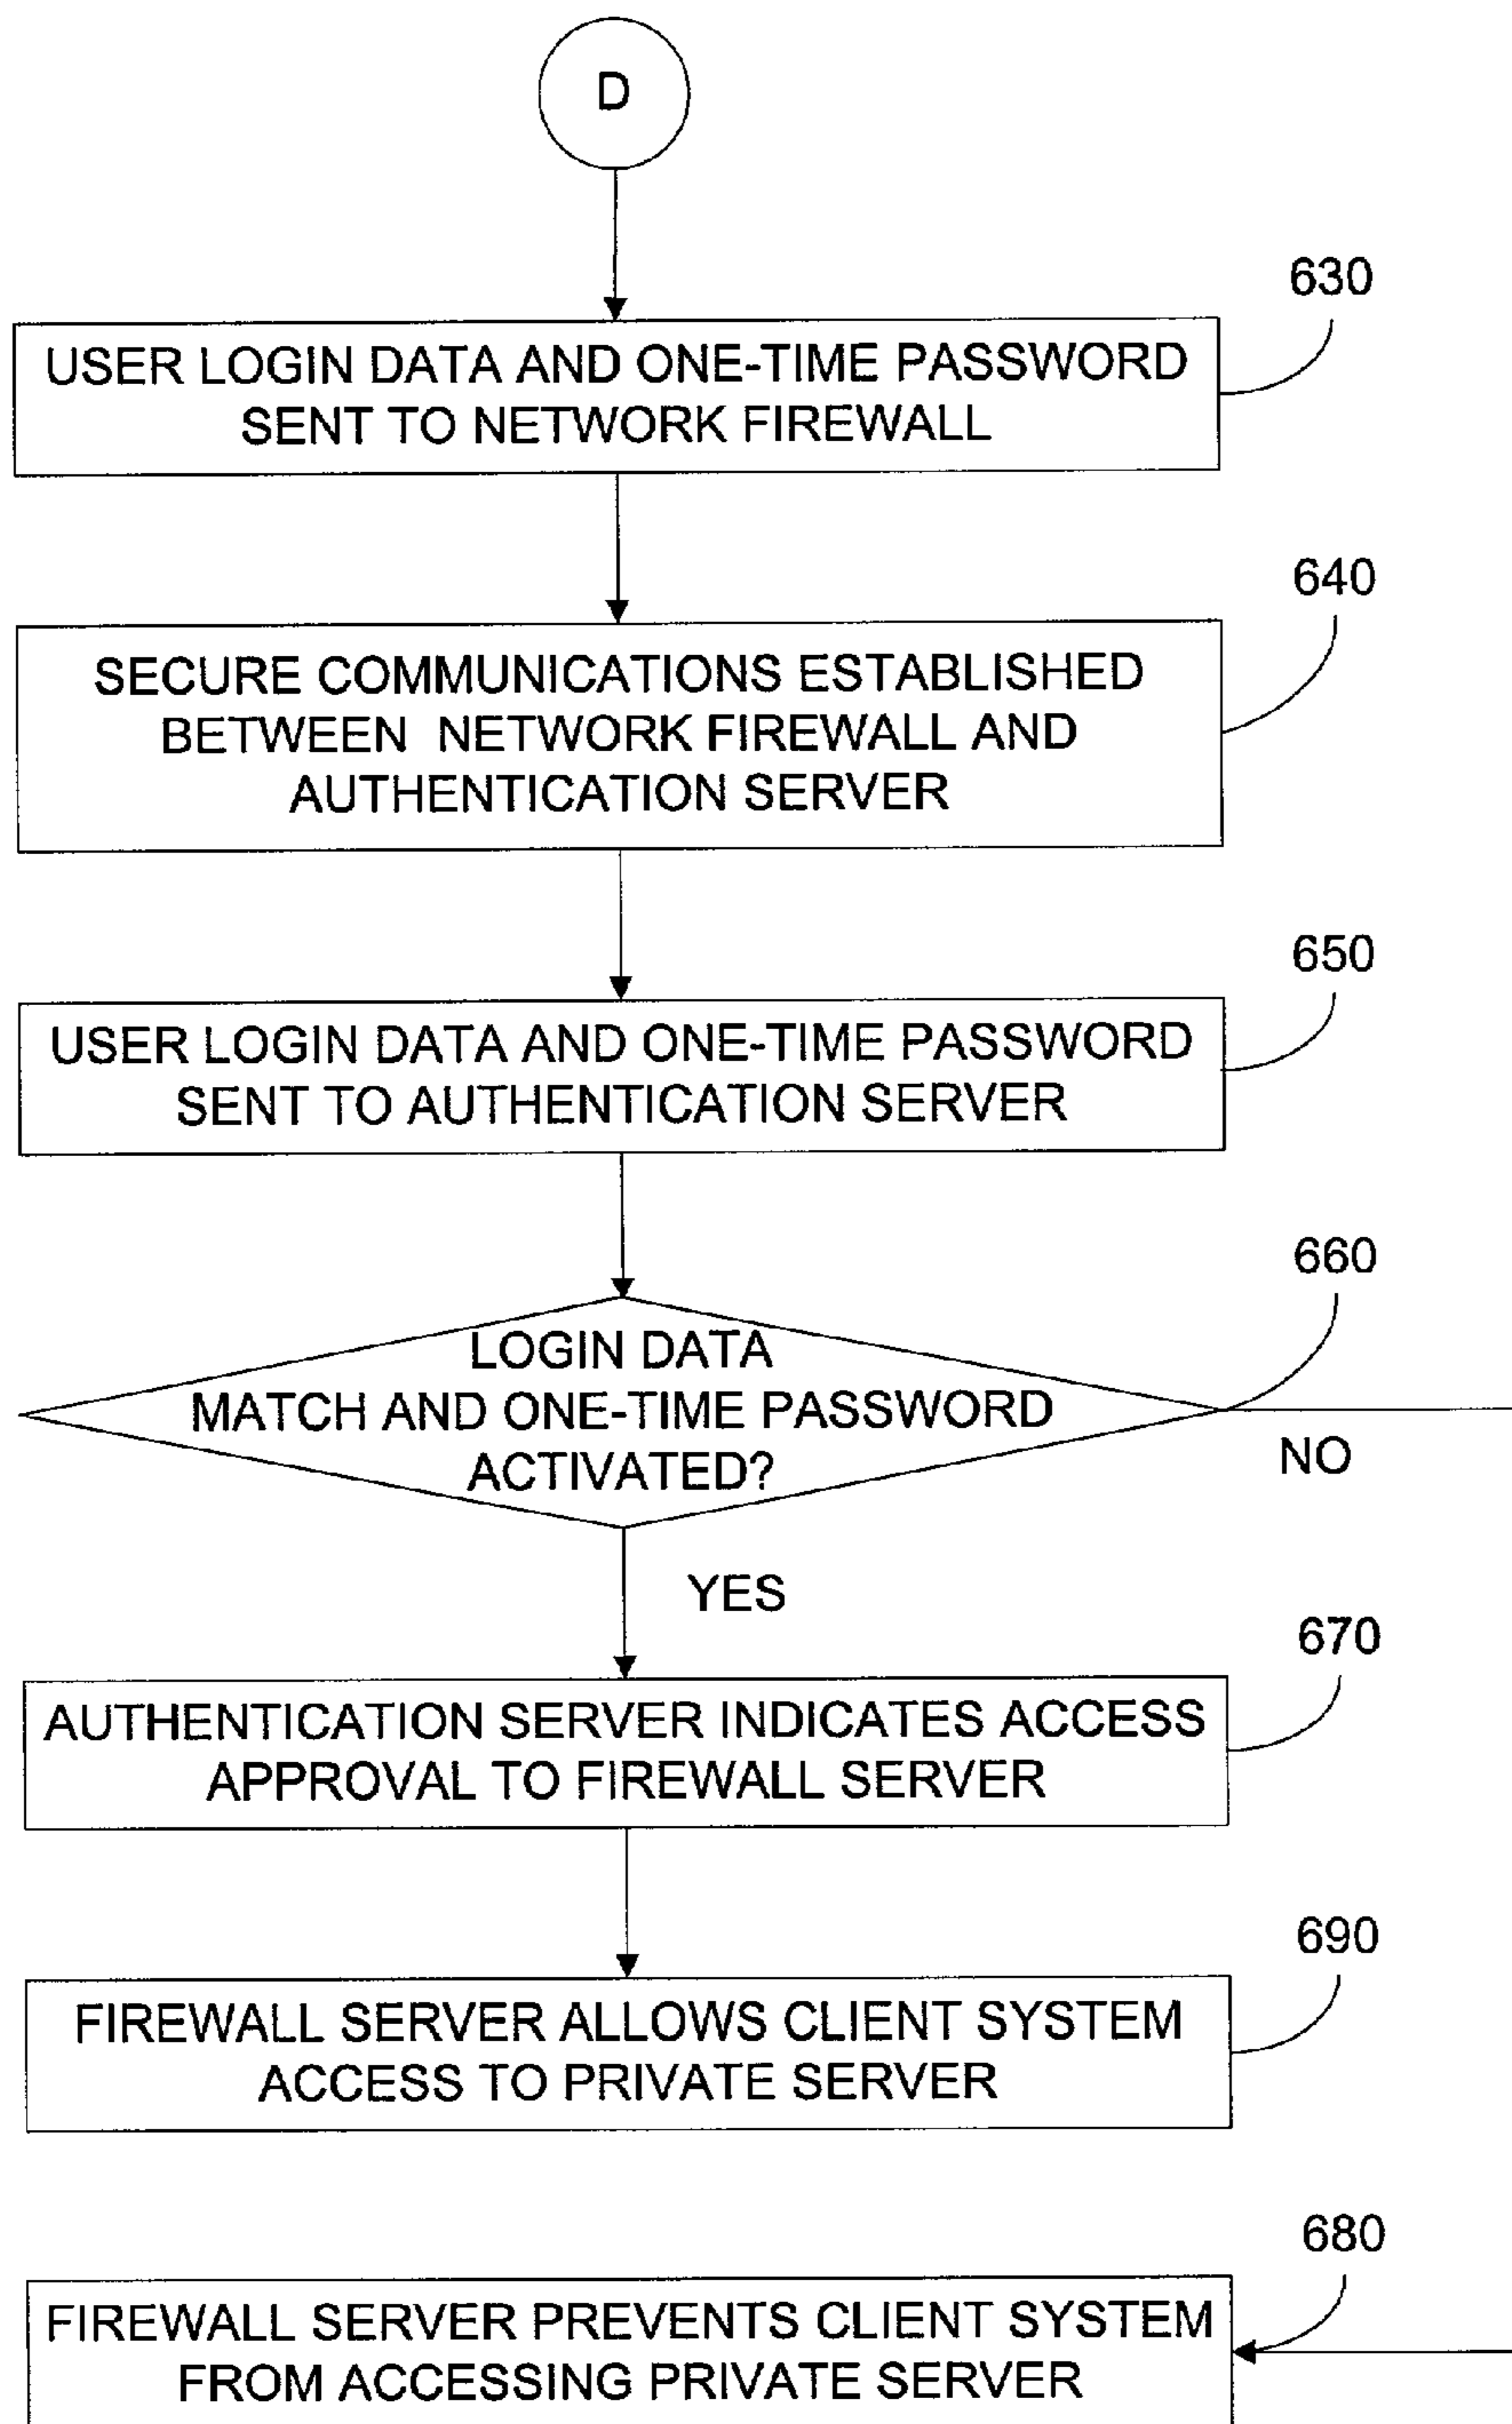 D
630
USER LOGIN DATA AND ONE-TIME PASSWORD
SENT TO NETWORK FIREWALL
640
SECURE COMMUNICATIONS ESTABLISHED
BETWEEN NETWORK FIREWALL AND
AUTHENTICATION SERVER
650
USER LOGIN DATA AND ONE-TIME PASSWORD
SENT TO AUTHENTICATION SERVER
660
LOGIN DATA
MATCH AND ONE-TIME PASSWORD
ACTIVATED?
NO
YES
670
AUTHENTICATION SERVER INDICATES ACCESS
APPROVAL TO FIREWALL SERVER
690
FIREWALL SERVER ALLOWS CLIENT SYSTEM
ACCESS TO PRIVATE SERVER
680
FIREWALL SERVER PREVENTS CLIENT SYSTEM
FROM ACCESSING PRIVATE SERVER